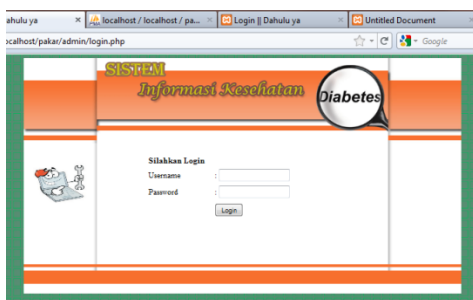 ahulu ya
localhost / localhost / pa...
Login || Dahulu ya
Untitled Document
ocalhost/pakar/admin/login.php
Google
SISTEM
Informasi Kesehatan
Diabetes
Silahkan Login
Username :
Password :
Login